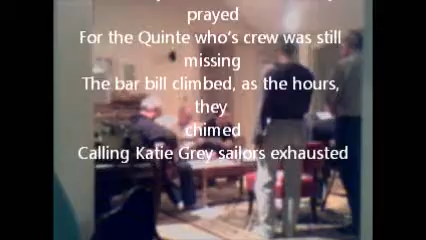 prayed
For the Quinte who's crew was still
missing
The bar bill climbed, as the hours,
they
chimed
Calling Katie Grey sailors exhausted